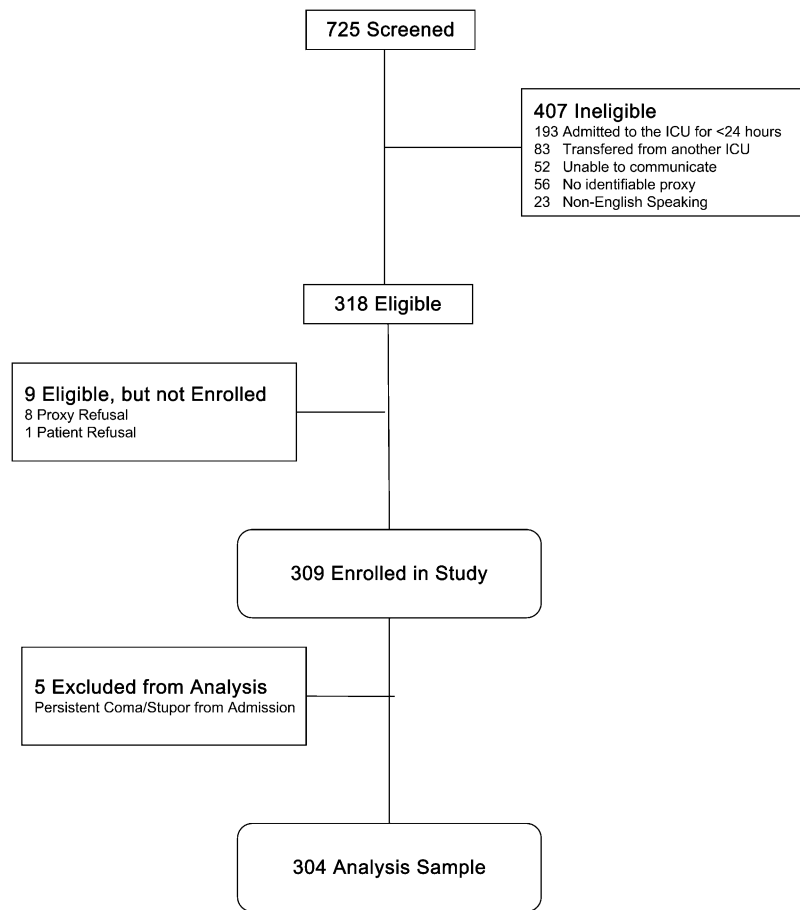 725 Screened
407 Ineligible
193 Admitted to the ICU for <24 hours
83 Transfered from another ICU
52 Unable to communicate
56 No identifiable proxy
23 Non-English Speaking
318 Eligible
9 Eligible, but not Enrolled
8 Proxy Refusal
1 Patient Refusal
309 Enrolled in Study
5 Excluded from Analysis
Persistent Coma/Stupor from Admission
304 Analysis Sample